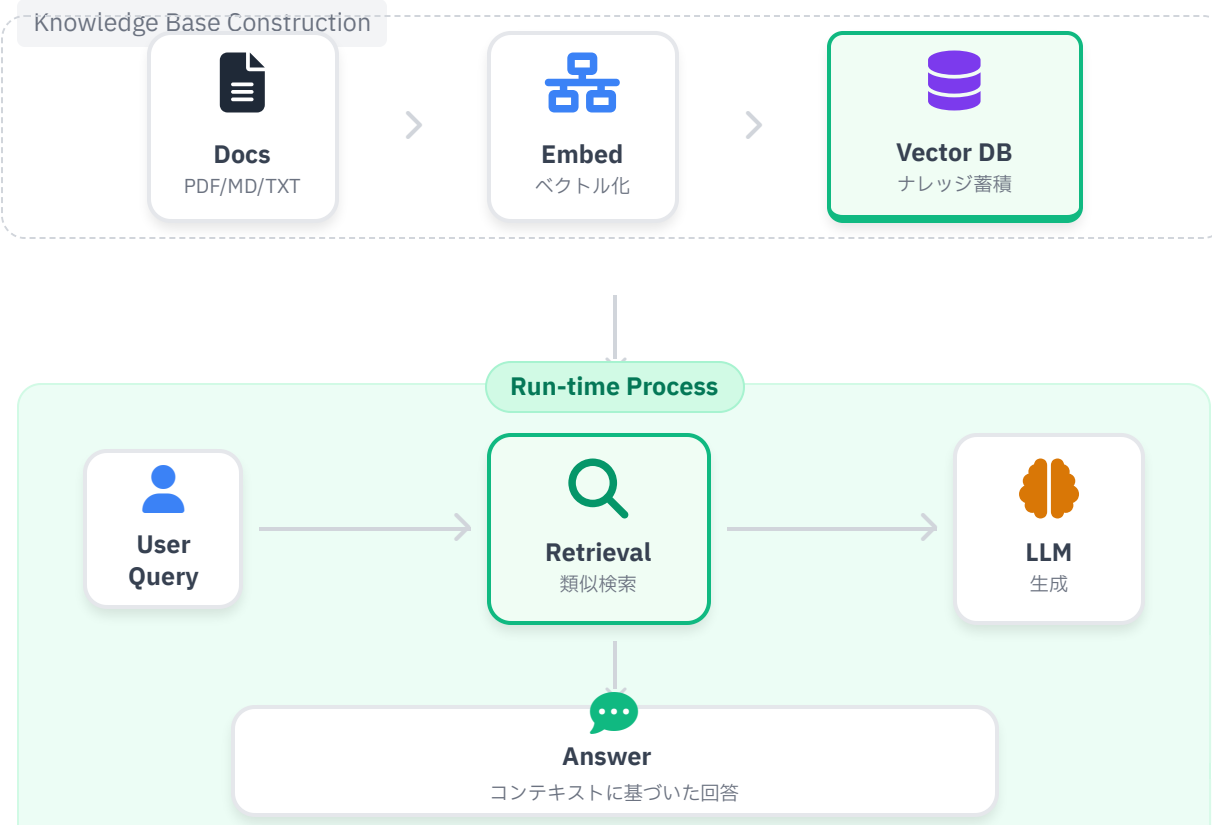 Knowledge Base Construction
Docs
PDF/MD/TXT
Embed
ベクトル化
Vector DB
ナレッジ蓄積
Run-time Process
User
Query
Retrieval
類似検索
LLM
生成
Answer
コンテキストに基づいた回答